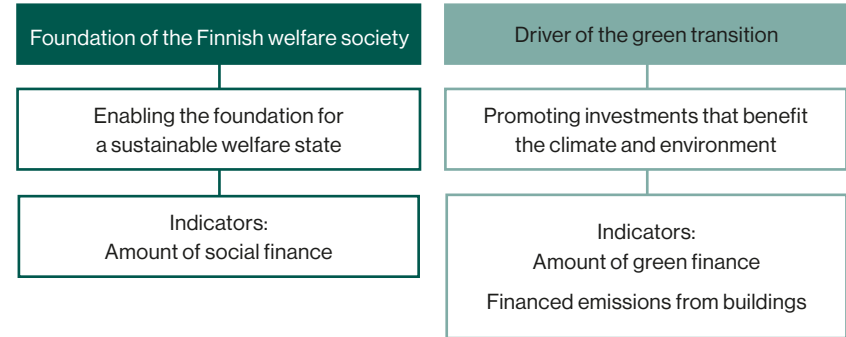 Foundation of the Finnish welfare society
Enabling the foundation for
a sustainable welfare state
Indicators:
Amount of social finance
Driver of the green transition
Promoting investments that benefit
the climate and environment
Indicators:
Amount of green finance
Financed emissions from buildings